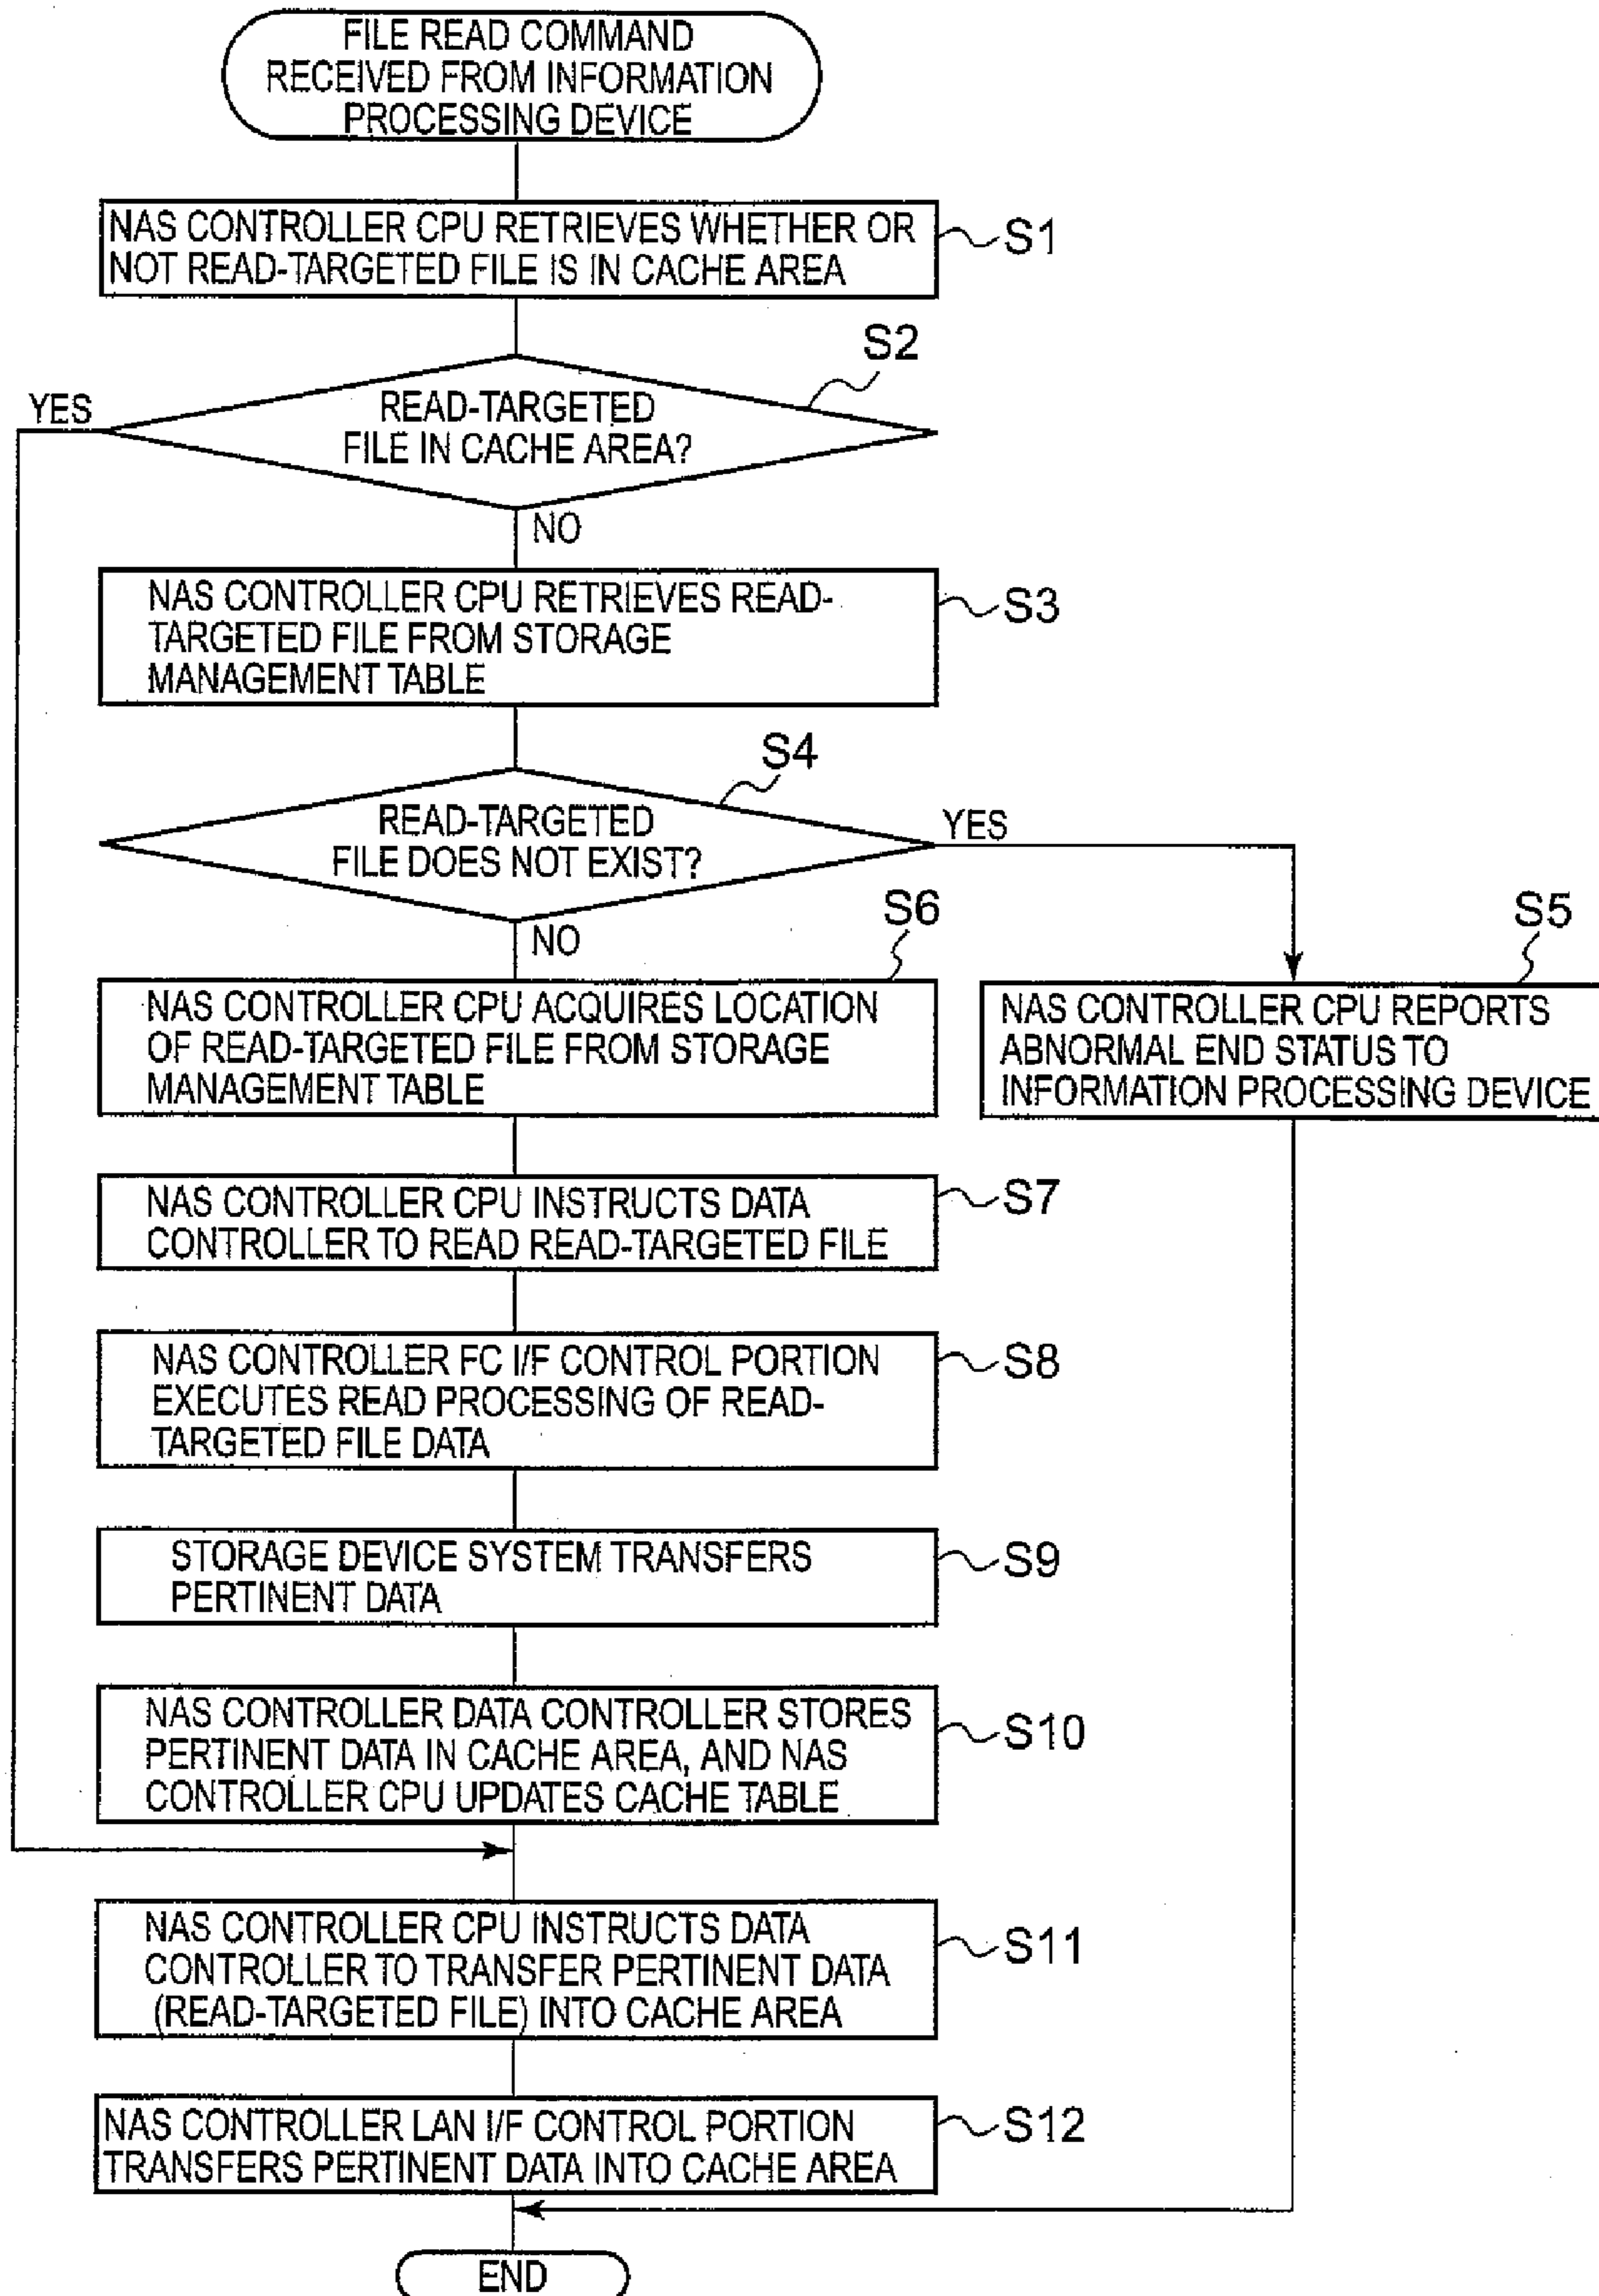 FILE READ COMMAND
RECEIVED FROM INFORMATION
PROCESSING DEVICE
NAS CONTROLLER CPU RETRIEVES WHETHER OR
NOT READ-TARGETED FILE IS IN CACHE AREA
S1
S2
YES
READ-TARGETED
FILE IN CACHE AREA?
NO
NAS CONTROLLER CPU RETRIEVES READ-
TARGETED FILE FROM STORAGE
MANAGEMENT TABLE
S3
S4
READ-TARGETED
FILE DOES NOT EXIST?
YES
NO
S6
NAS CONTROLLER CPU ACQUIRES LOCATION
OF READ-TARGETED FILE FROM STORAGE
MANAGEMENT TABLE
S5
NAS CONTROLLER CPU REPORTS
ABNORMAL END STATUS TO
INFORMATION PROCESSING DEVICE
NAS CONTROLLER CPU INSTRUCTS DATA
CONTROLLER TO READ READ-TARGETED FILE
S7
NAS CONTROLLER FC I/F CONTROL PORTION
EXECUTES READ PROCESSING OF READ-
TARGETED FILE DATA
S8
STORAGE DEVICE SYSTEM TRANSFERS
PERTINENT DATA
S9
NAS CONTROLLER DATA CONTROLLER STORES
PERTINENT DATA IN CACHE AREA, AND NAS
CONTROLLER CPU UPDATES CACHE TABLE
S10
NAS CONTROLLER CPU INSTRUCTS DATA
CONTROLLER TO TRANSFER PERTINENT DATA
(READ-TARGETED FILE) INTO CACHE AREA
S11
NAS CONTROLLER LAN I/F CONTROL PORTION
TRANSFERS PERTINENT DATA INTO CACHE AREA
S12
END